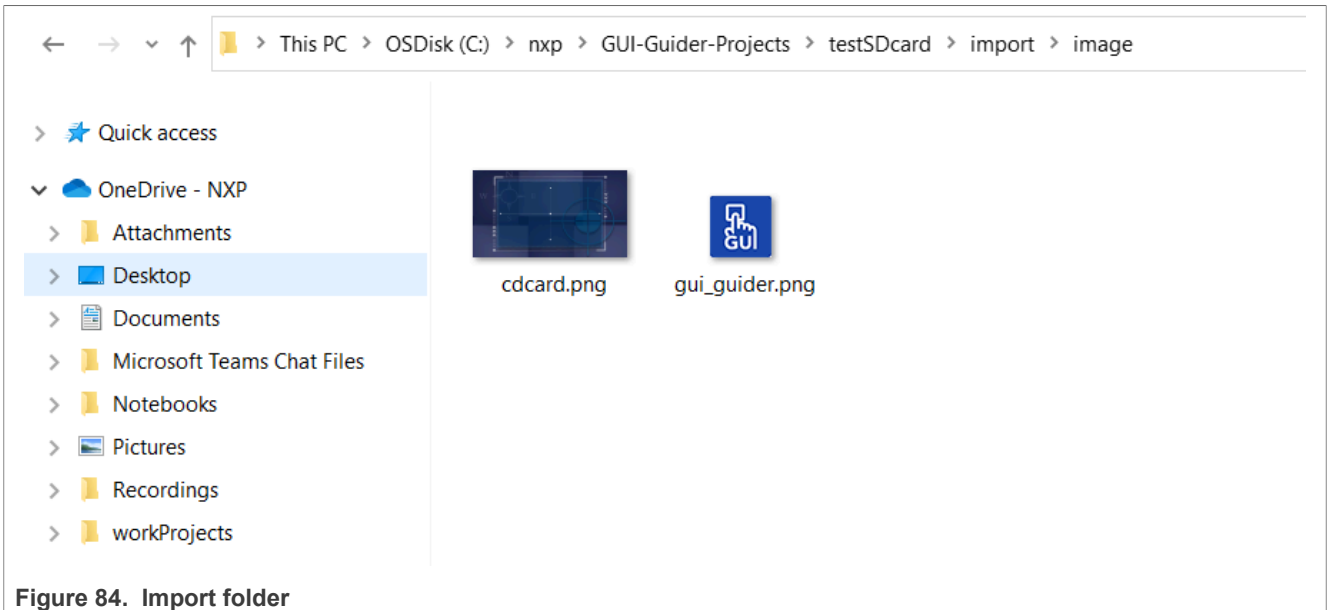 This PC > OSDisk (C:) > nxp > GUI-Guider-Projects > testSDcard > import > image
Quick access
OneDrive - NXP
Attachments
Desktop
Documents
Microsoft Teams Chat Files
Notebooks
Pictures
Recordings
workProjects
GUI
cdcard.png
gui_guider.png
Figure 84. Import folder